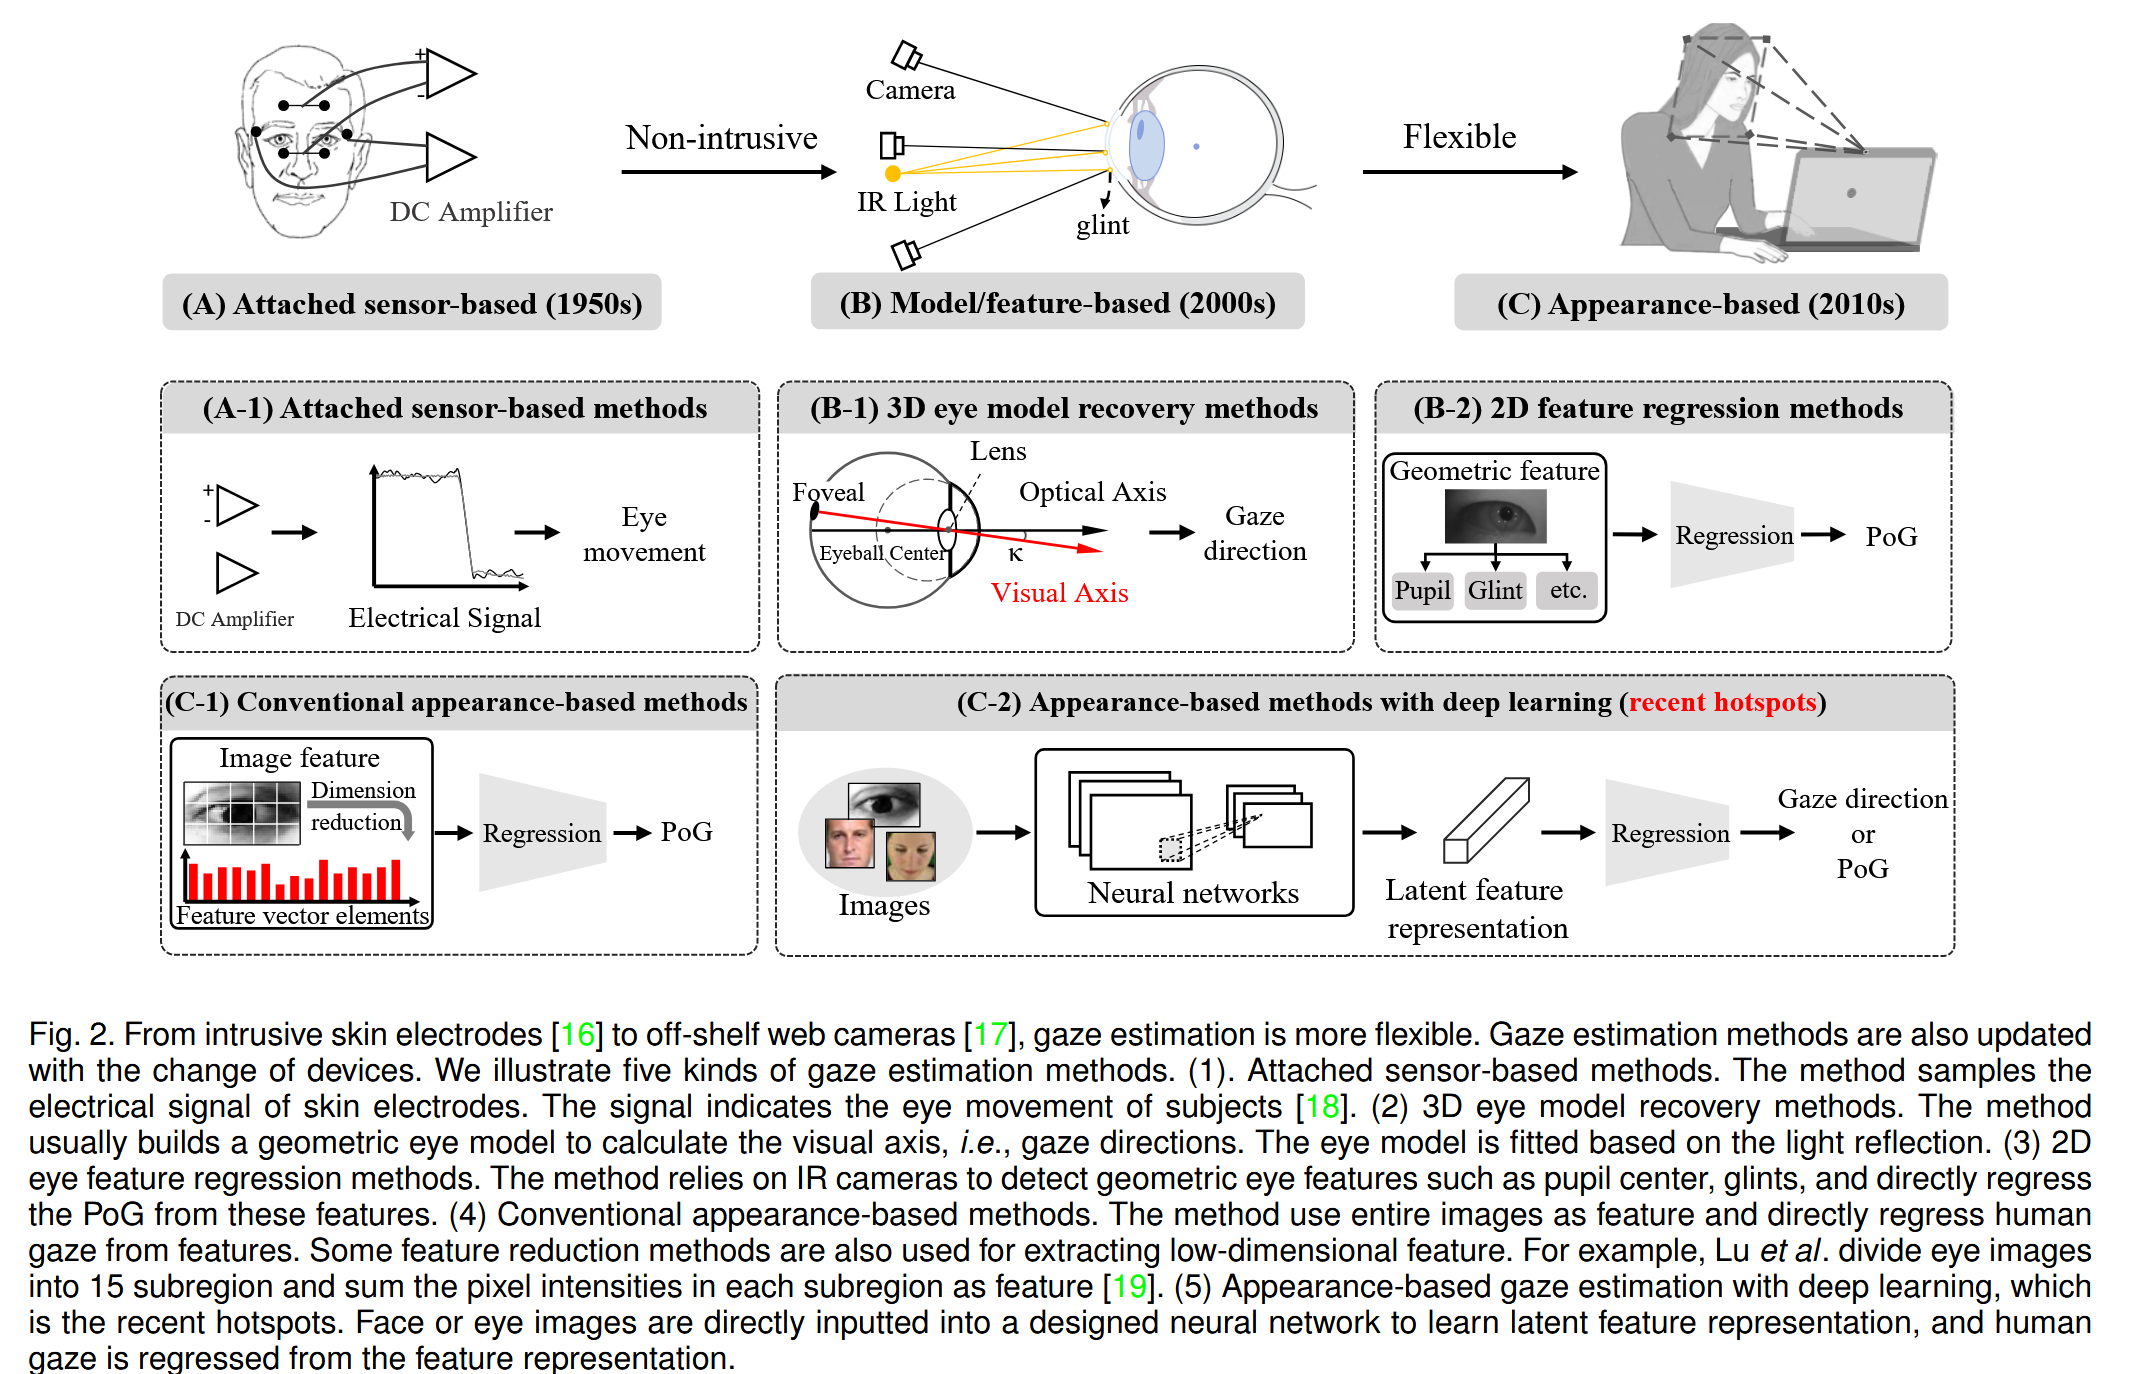 +
-
DC Amplifier
Non-intrusive
Camera
IR Light
glint
Flexible
(A) Attached sensor-based (1950s)
(B) Model/feature-based (2000s)
(C) Appearance-based (2010s)
(A-1) Attached sensor-based methods
+
-
DC Amplifier
Electrical Signal
Eye
movement
(B-1) 3D eye model recovery methods
Lens
Foveal
Optical Axis
Eyeball Center
κ
Visual Axis
Gaze
direction
(B-2) 2D feature regression methods
Geometric feature
Pupil
Glint
etc.
Regression
PoG
(C-1) Conventional appearance-based methods
Image feature
Dimension
reduction
Feature vector elements
Regression
PoG
(C-2) Appearance-based methods with deep learning (recent hotspots)
Images
Neural networks
Latent feature
representation
Regression
Gaze direction
or
PoG
Fig. 2. From intrusive skin electrodes [16] to off-shelf web cameras [17], gaze estimation is more flexible. Gaze estimation methods are also updated
with the change of devices. We illustrate five kinds of gaze estimation methods. (1). Attached sensor-based methods. The method samples the
electrical signal of skin electrodes. The signal indicates the eye movement of subjects [18]. (2) 3D eye model recovery methods. The method
usually builds a geometric eye model to calculate the visual axis, i.e., gaze directions. The eye model is fitted based on the light reflection. (3) 2D
eye feature regression methods. The method relies on IR cameras to detect geometric eye features such as pupil center, glints, and directly regress
the PoG from these features. (4) Conventional appearance-based methods. The method use entire images as feature and directly regress human
gaze from features. Some feature reduction methods are also used for extracting low-dimensional feature. For example, Lu et al. divide eye images
into 15 subregion and sum the pixel intensities in each subregion as feature [19]. (5) Appearance-based gaze estimation with deep learning, which
is the recent hotspots. Face or eye images are directly inputted into a designed neural network to learn latent feature representation, and human
gaze is regressed from the feature representation.